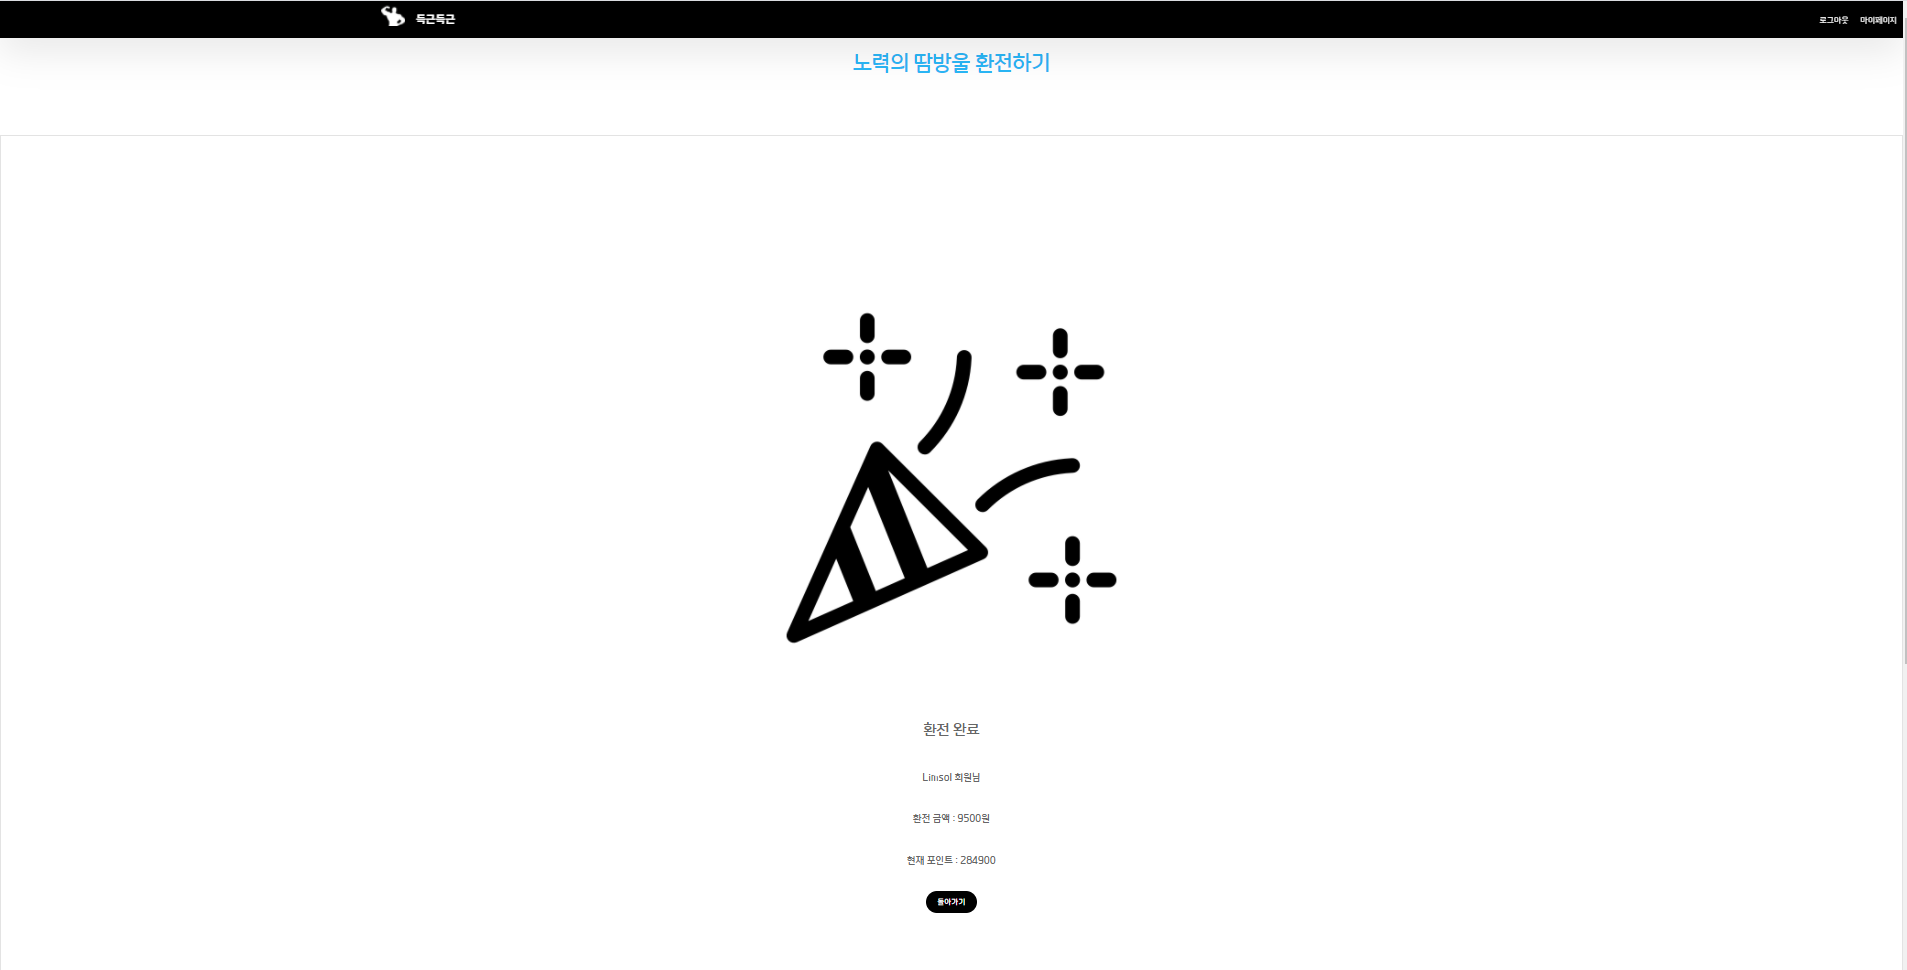 득근득근
로그아웃 마이페이지
노력의 땀방울 환전하기
환전 완료
Limsol 회원님
환전 금액 : 9500원
현재 포인트 : 284900
돌아가기